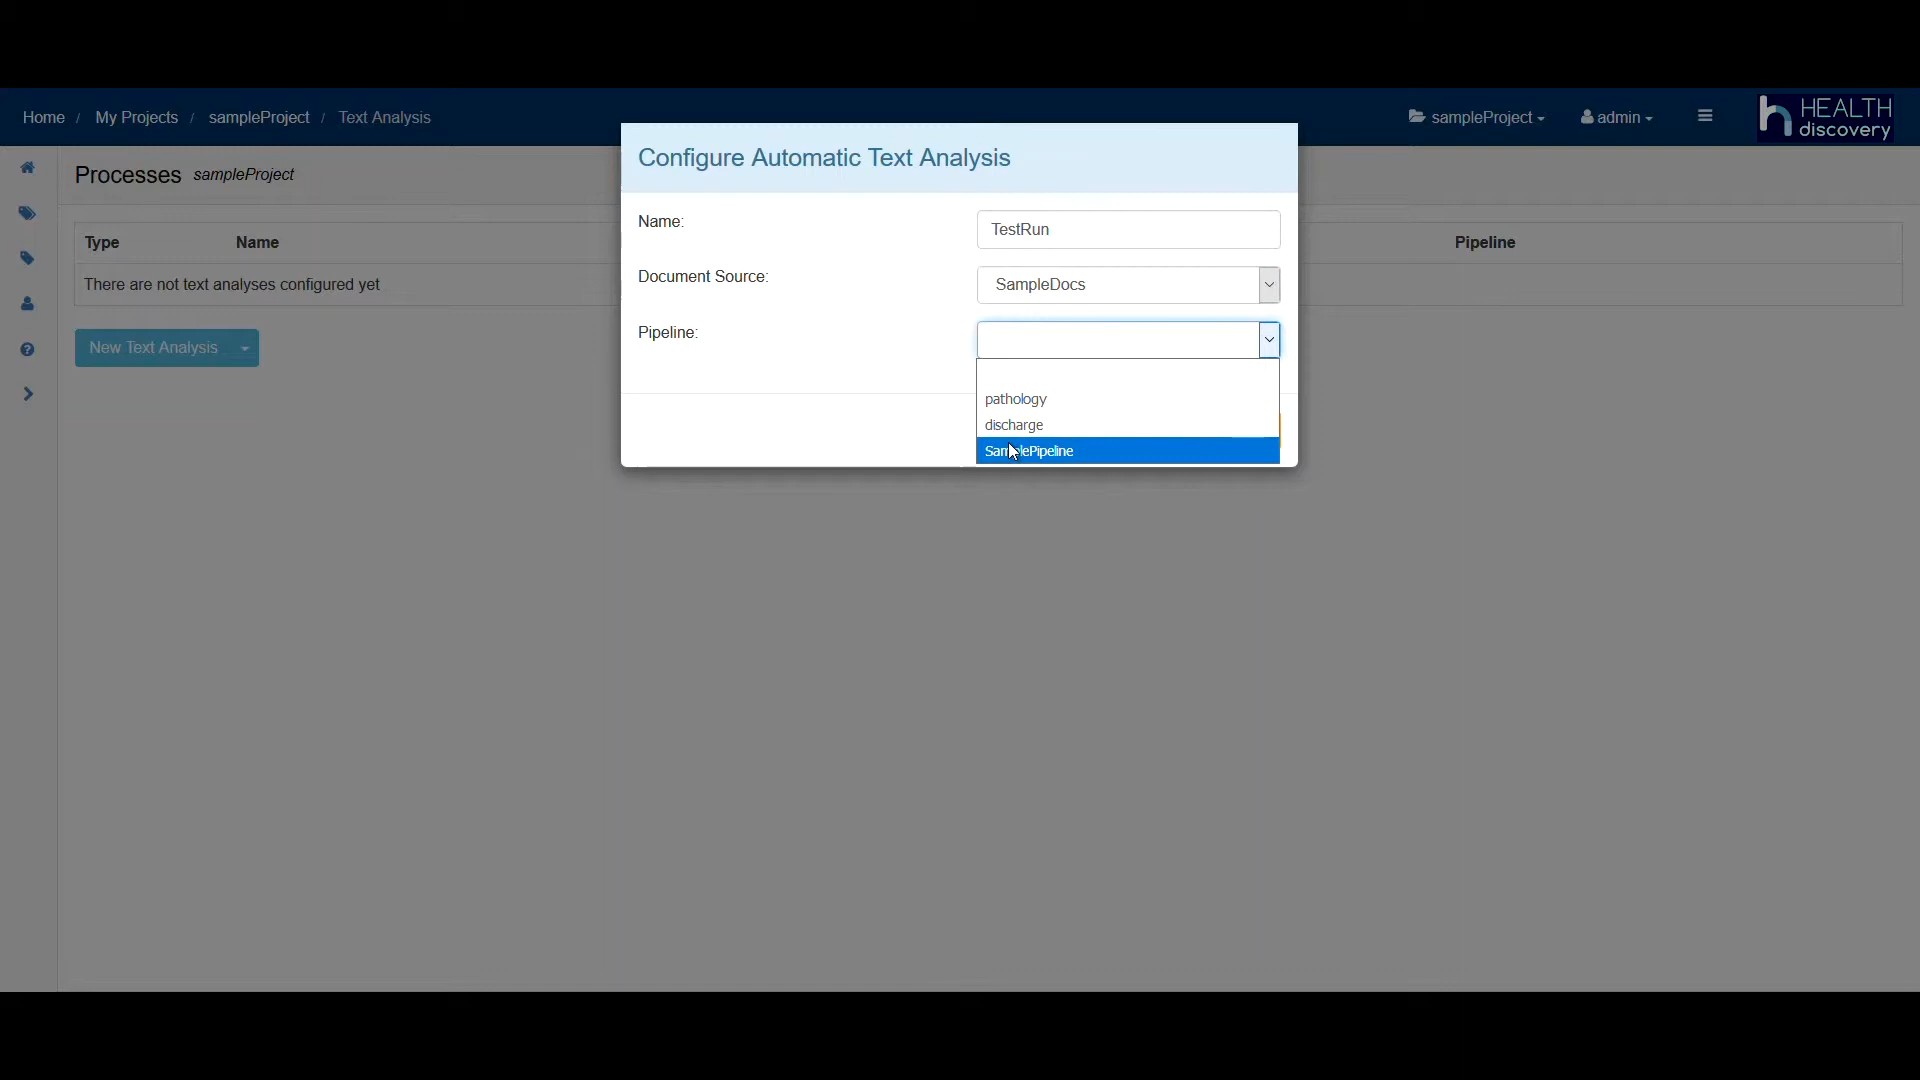 Home / My Projects / sampleProject / Text Analysis
sampleProject
admin
HEALTH
discovery
Processes sampleProject
Type Name Pipeline
There are not text analyses configured yet
New Text Analysis
Configure Automatic Text Analysis
Name: TestRun
Document Source: SampleDocs
Pipeline:
pathology
discharge
SamplePipeline